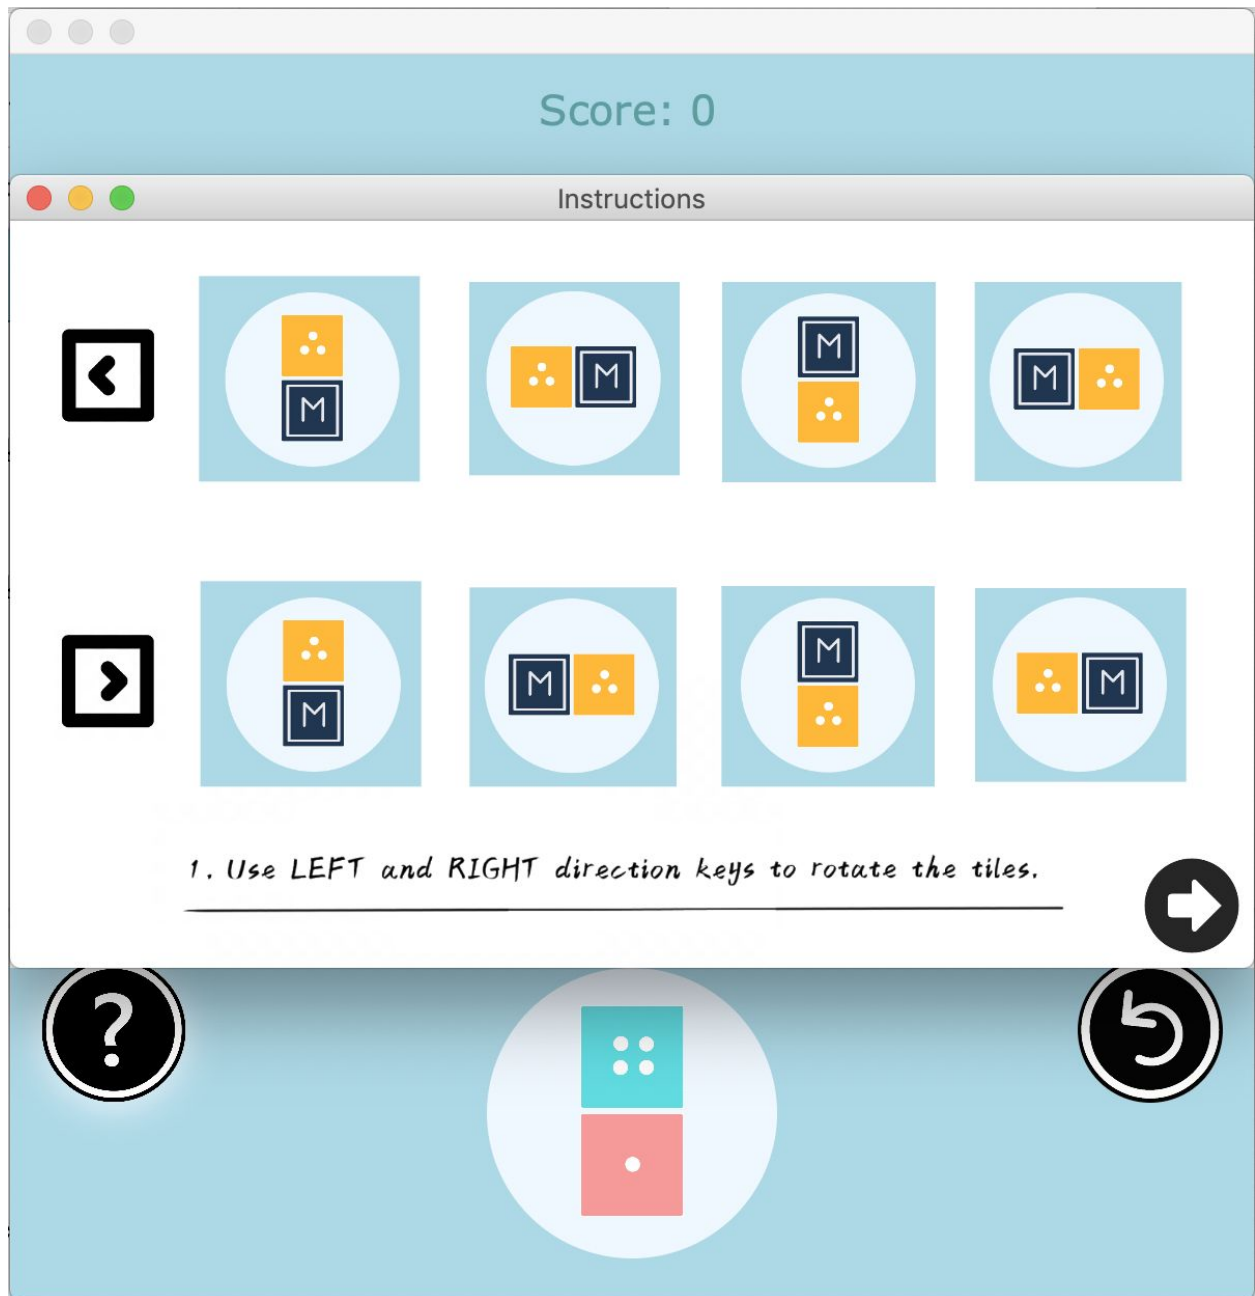 Score: 0
Instructions
M
M
M
M
M
M
M
M
1. Use LEFT and RIGHT direction keys to rotate the tiles.
?